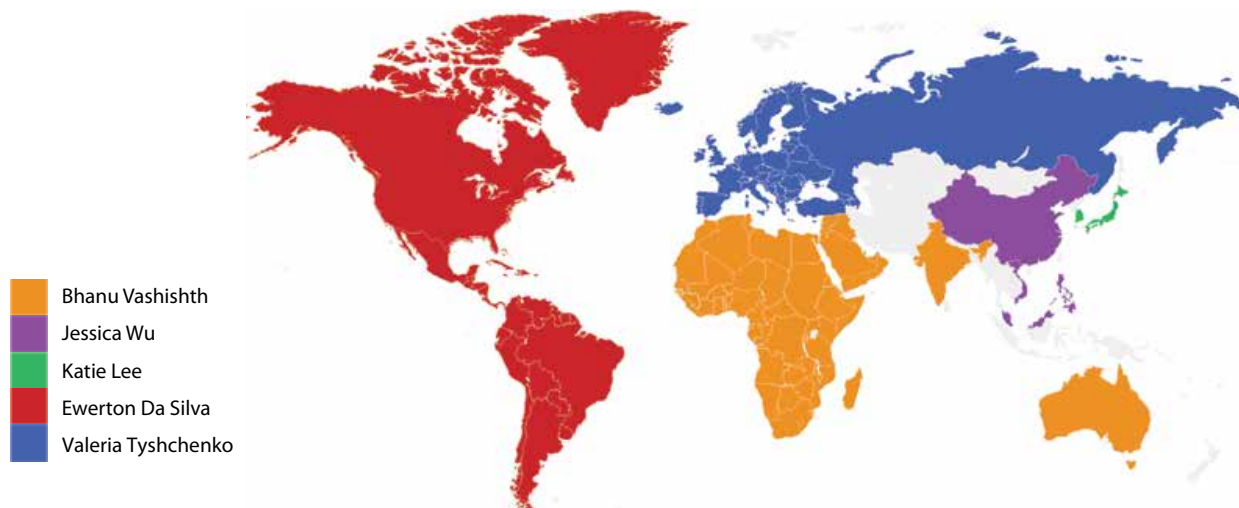 Bhanu Vashishth
Jessica Wu
Katie Lee
Ewerton Da Silva
Valeria Tyshchenko